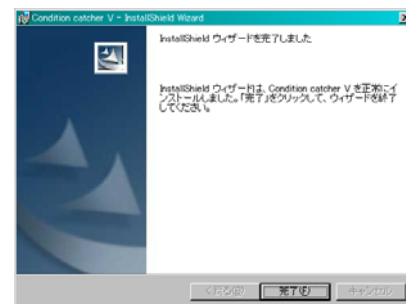 Condition catcher V - InstallShield Wizard
InstallShield ウィザードを完了しました
InstallShield ウィザードは、Condition catcher V を正常にイ
ンストールしました。「完了」をクリックして、ウィザードを終了
してください。
< 戻る(B)
完了(F)
キャンセル